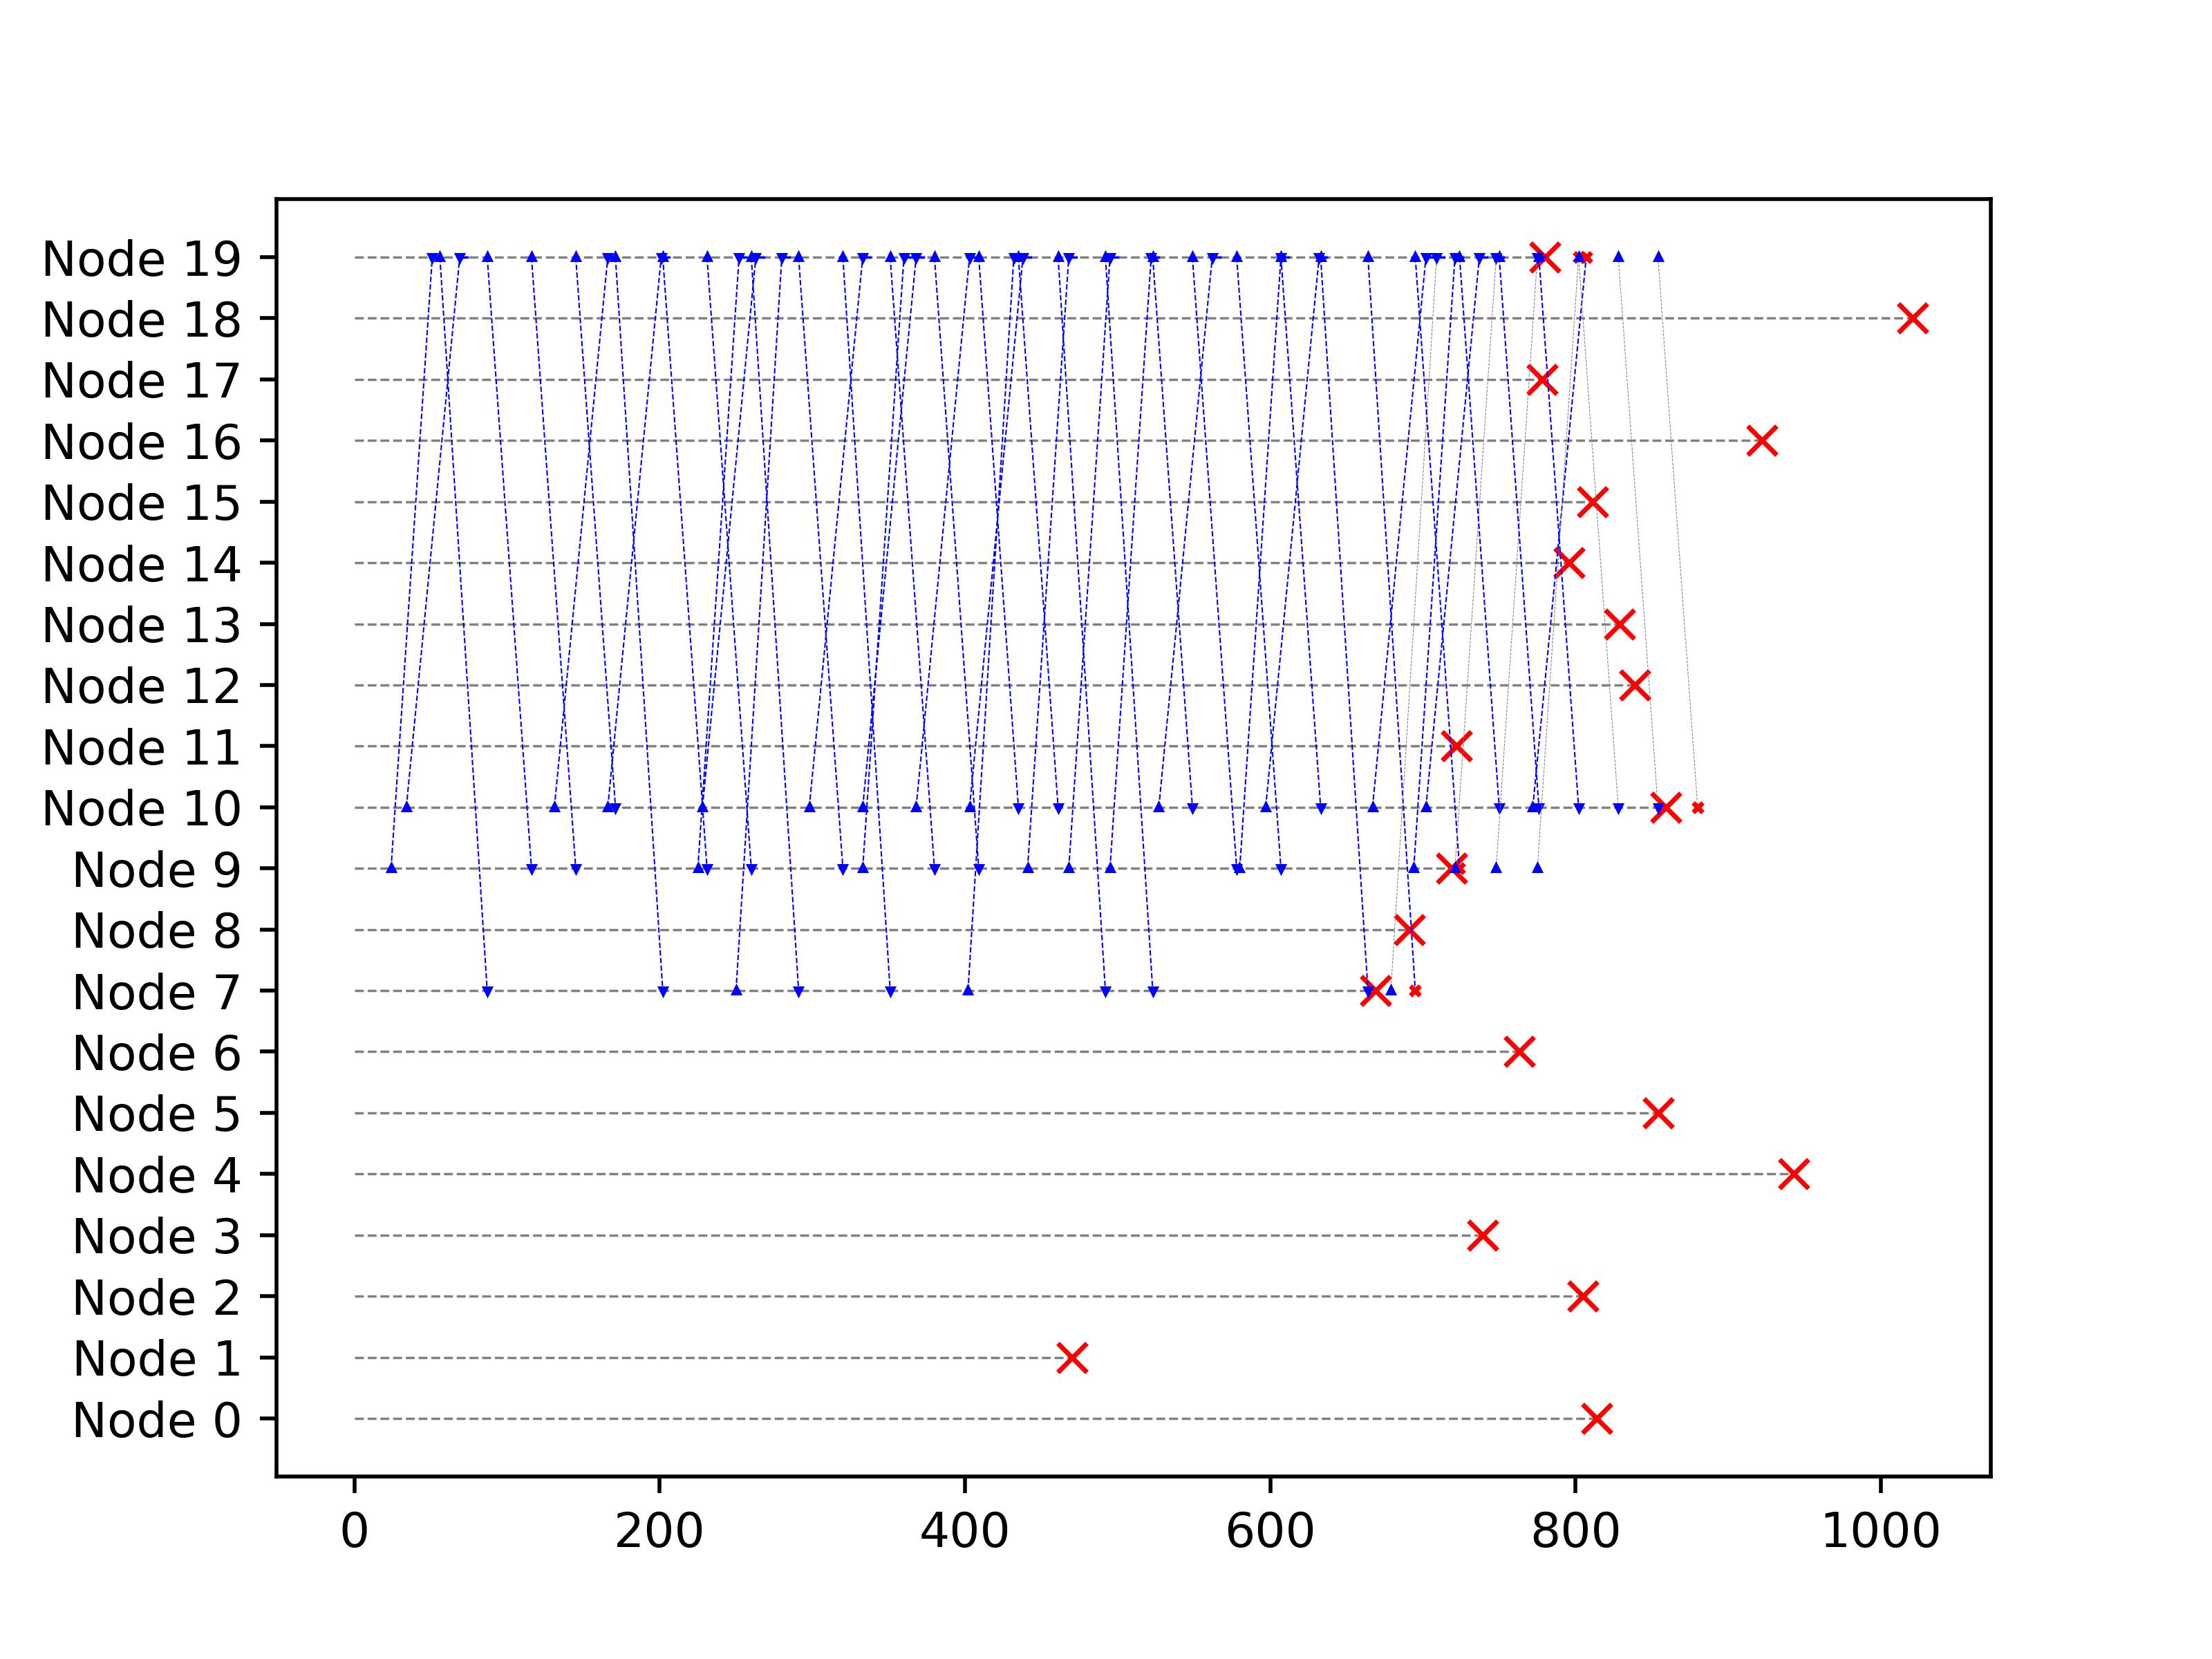 Node 19
Node 18
Node 17
Node 16
Node 15
Node 14
Node 13
Node 12
Node 11
Node 10
Node 9
Node 8
Node 7
Node 6
Node 5
Node 4
Node 3
Node 2
Node 1
Node 0
0 200 400 600 800 1000